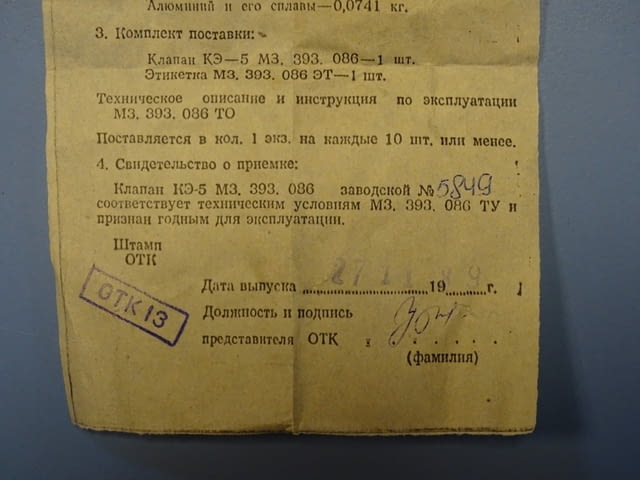 Алюминий и его сплавы—0,0741 кг.
3. Комплект поставки:
Клапан КЭ—5 МЗ. 393. 086—1 шт.
Этикетка МЗ. 393. 086 ЭТ—1 шт.
Техническое описание и инструкция по эксплуатации
МЗ. 393. 086 ТО
Поставляется в кол. 1 экз. на каждые 10 шт. или менее.
4. Свидетельство о приемке:
Клапан КЭ-5 МЗ. 393. 086 заводской № 5849
соответствует техническим условиям МЗ. 393. 086 ТУ и
признан годным для эксплуатации.
Штамп
ОТК
ОТК 13
Дата выпуска 19 г.
Должность и подпись
представителя ОТК
(фамилия)